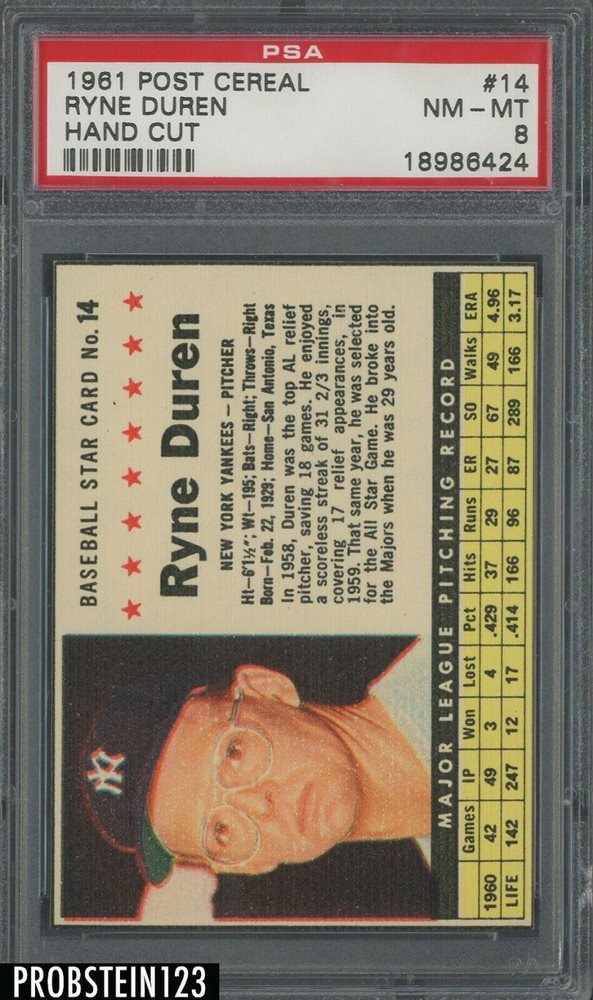 PSA
1961 POST CEREAL #14
RYNE DUREN NM - MT
HAND CUT 8
18986424
BASEBALL STAR CARD No. 14
Ryne Duren
NEW YORK YANKEES — PITCHER
Ht—6'1½"; Wt—195; Bats—Right; Throws—Right
Born—Feb. 22, 1929; Home—San Antonio, Texas
In 1958, Duren was the top AL relief
pitcher, saving 18 games. He enjoyed
a scoreless streak of 31 2/3 innings,
covering 17 relief appearances, in
1959. That same year, he was selected
for the All Star Game. He broke into
the Majors when he was 29 years old.
NY
MAJOR LEAGUE PITCHING RECORD
Games IP Won Lost Pct Hits Runs ER SO Walks ERA
1960 42 49 3 4 .429 37 29 27 67 49 4.96
LIFE 142 247 12 17 .414 166 96 87 289 166 3.17
PROBSTEIN123